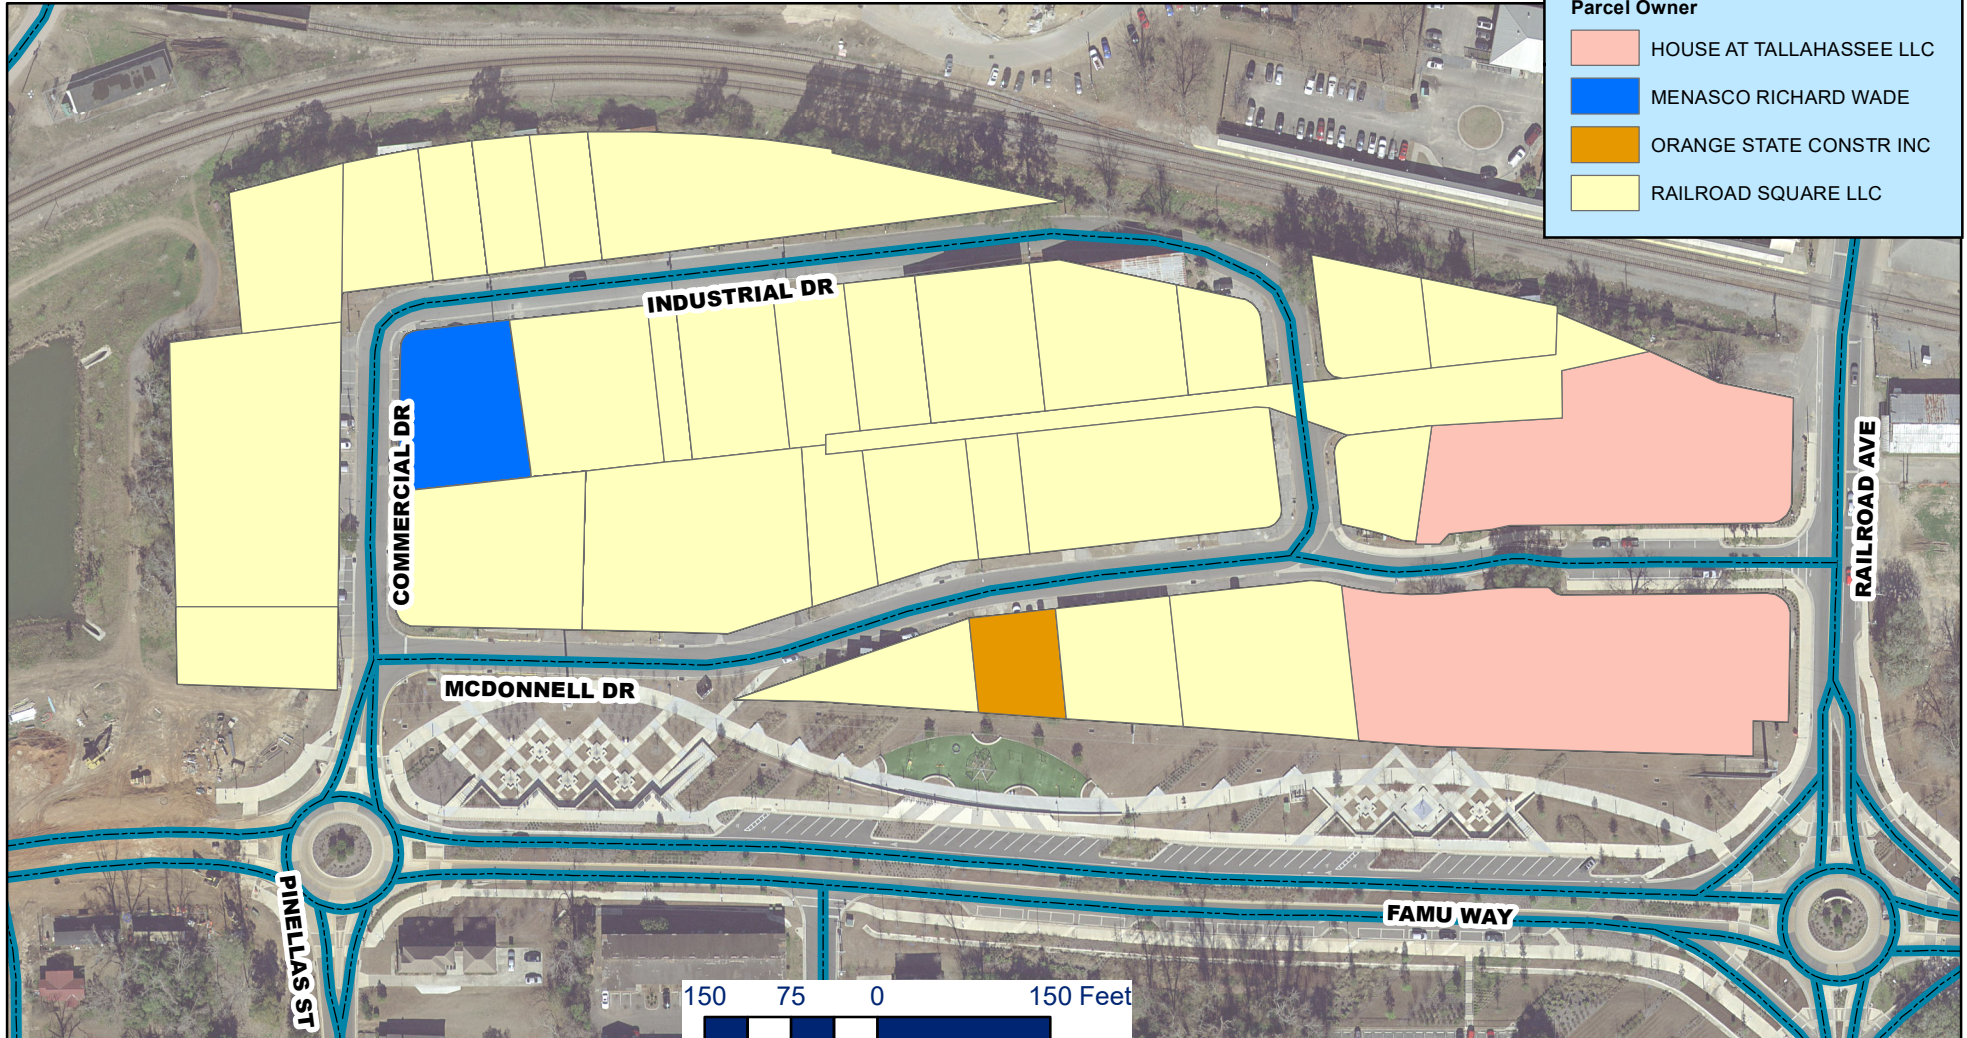 Parcel Owner
HOUSE AT TALLAHASSEE LLC
MENASCO RICHARD WADE
ORANGE STATE CONSTR INC
RAILROAD SQUARE LLC
INDUSTRIAL DR
COMMERCIAL DR
RAILROAD AVE
MCDONNELL DR
FAMU WAY
PINELLAS ST
150 75 0 150 Feet